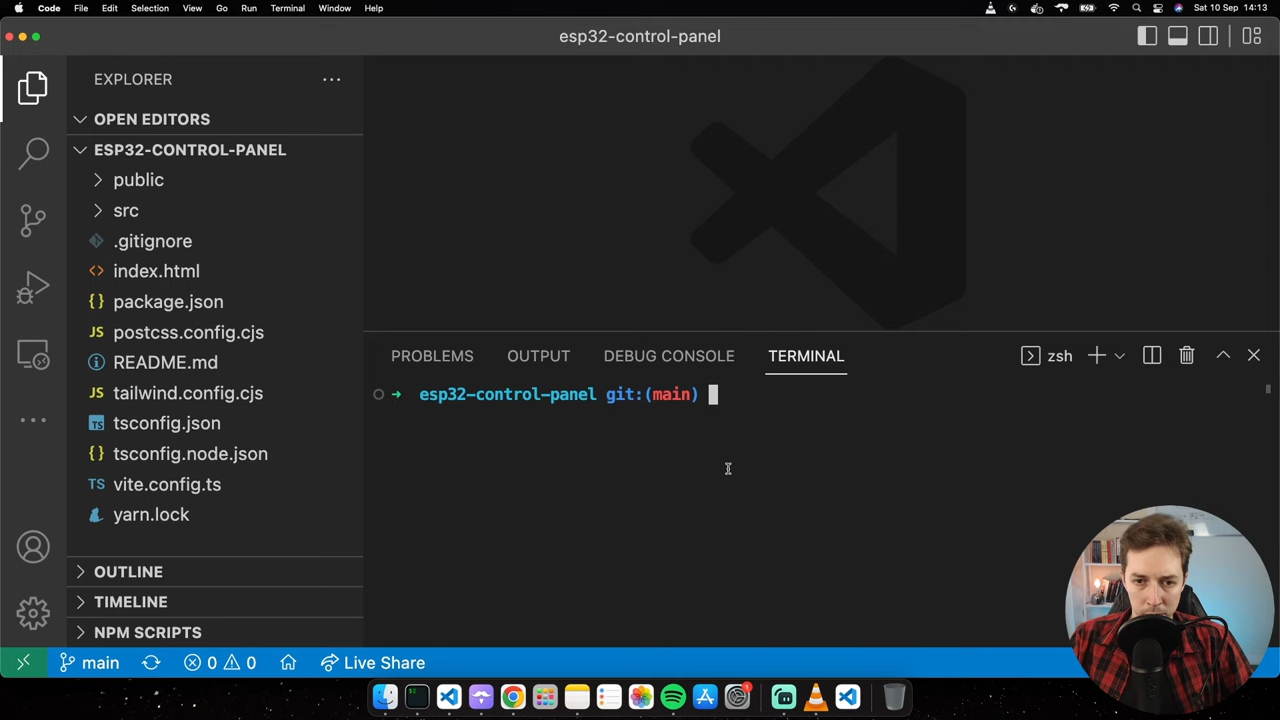 Code File Edit Selection View Go Run Terminal Window Help Sat 10 Sep 14:13
esp32-control-panel
EXPLORER
OPEN EDITORS
ESP32-CONTROL-PANEL
public
src
.gitignore
index.html
package.json
postcss.config.cjs
README.md
tailwind.config.cjs
tsconfig.json
tsconfig.node.json
vite.config.ts
yarn.lock
OUTLINE
TIMELINE
NPM SCRIPTS
PROBLEMS OUTPUT DEBUG CONSOLE TERMINAL zsh
esp32-control-panel git:(main)
main 0 0 Live Share
1